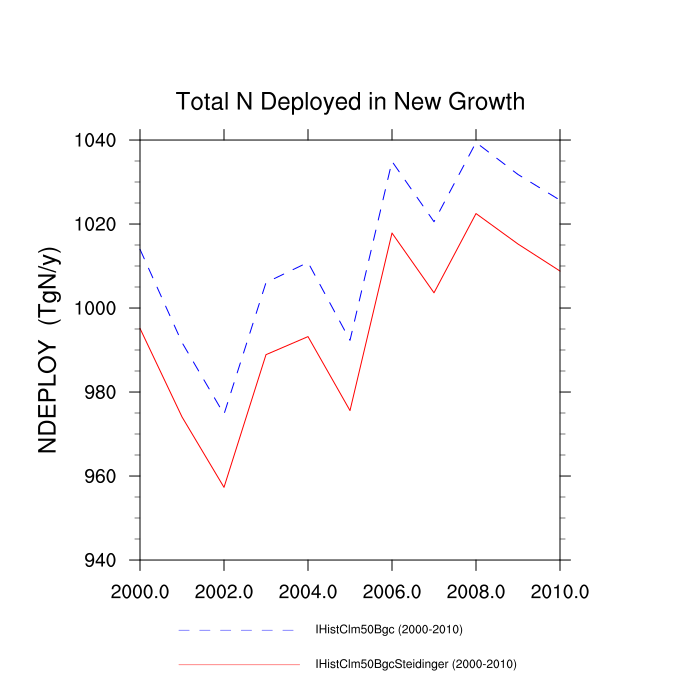 Total N Deployed in New Growth
NDEPLOY (TgN/y)
1040
1020
1000
980
960
940
2000.0 2002.0 2004.0 2006.0 2008.0 2010.0
IHistClm50Bgc (2000-2010)
IHistClm50BgcSteidinger (2000-2010)